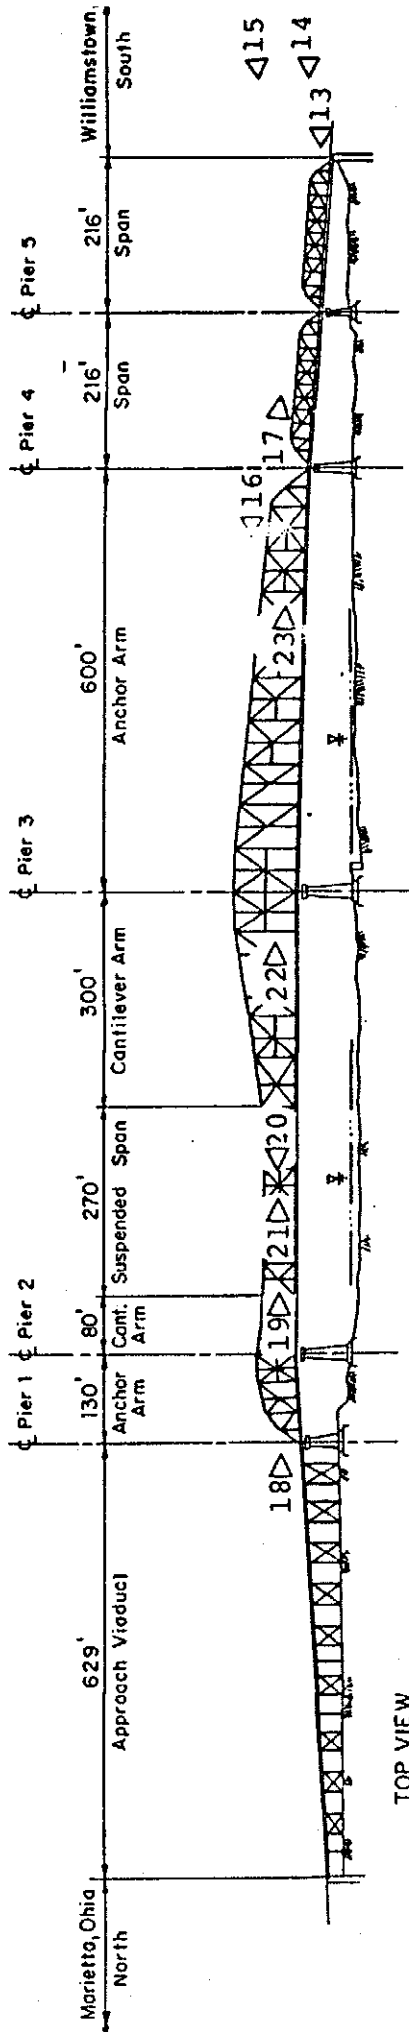 ℄ Pier 1 ℄ Pier 2 ℄ Pier 3 ℄ Pier 4 ℄ Pier 5
Marietta, Ohio 629' 130' 80' 270' 300' 600' 216' 216' Williamstown,
North Approach Viaduct Anchor Arm Cant. Arm Suspended Span Cantilever Arm Anchor Arm Span Span South
15
16
18 19 21 20 22 23 17 14
13
TOP VIEW